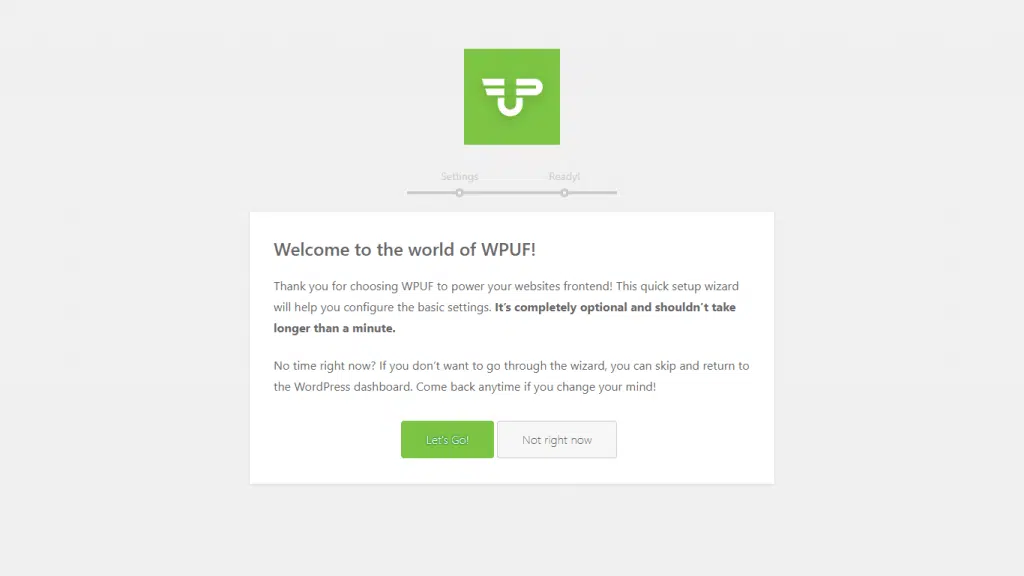 Settings Ready!
Welcome to the world of WPUF!
Thank you for choosing WPUF to power your websites frontend! This quick setup wizard
will help you configure the basic settings. It’s completely optional and shouldn’t take
longer than a minute.
No time right now? If you don’t want to go through the wizard, you can skip and return to
the WordPress dashboard. Come back anytime if you change your mind!
Let's Go! Not right now